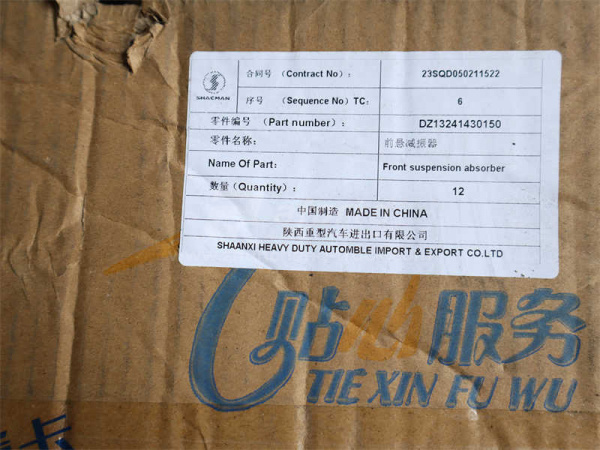 SHACMAN
合同号 （Contract No）： 23SQD050211522
序号 （Sequence No）TC： 6
零件编号 （Part number）： DZ13241430150
零件名称： 前悬减振器
Name Of Part： Front suspension absorber
数量（Quantity）： 12
中国制造 MADE IN CHINA
陕西重型汽车进出口有限公司
SHAANXI HEAVY DUTY AUTOMBLE IMPORT & EXPORT CO.LTD
贴心服务
TIE XIN FU WU
卡